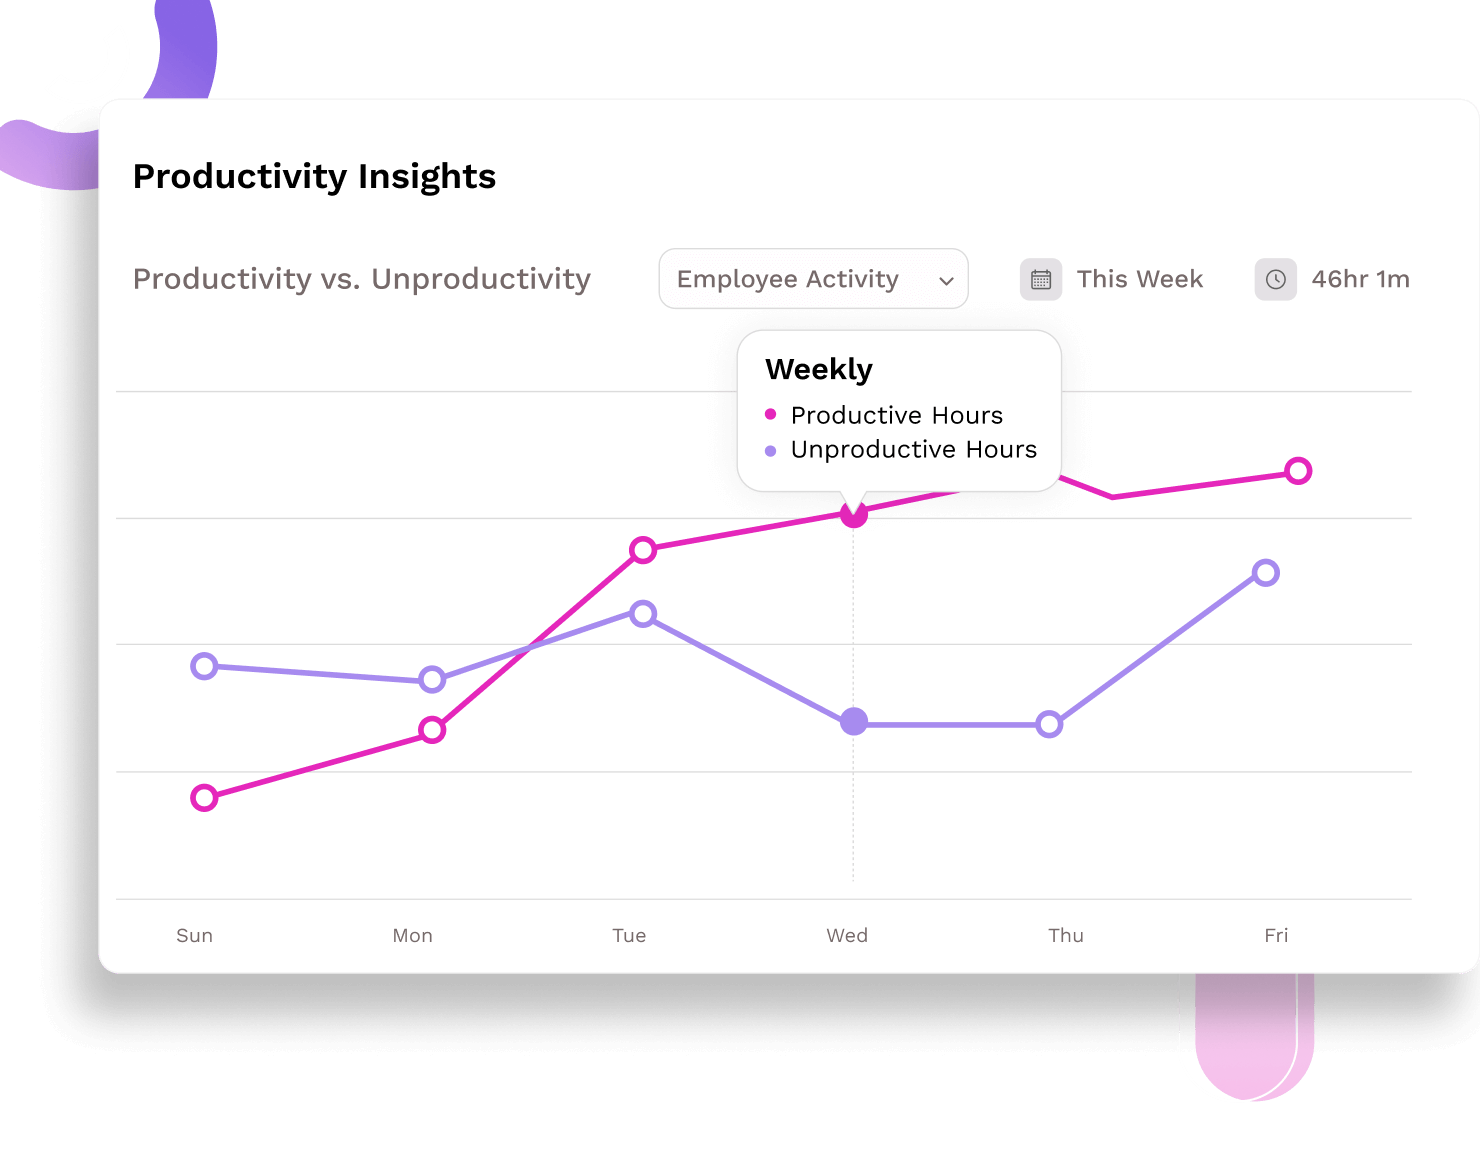 Productivity Insights
Productivity vs. Unproductivity
Employee Activity
This Week
46hr 1m
Weekly
Productive Hours
Unproductive Hours
Sun Mon Tue Wed Thu Fri